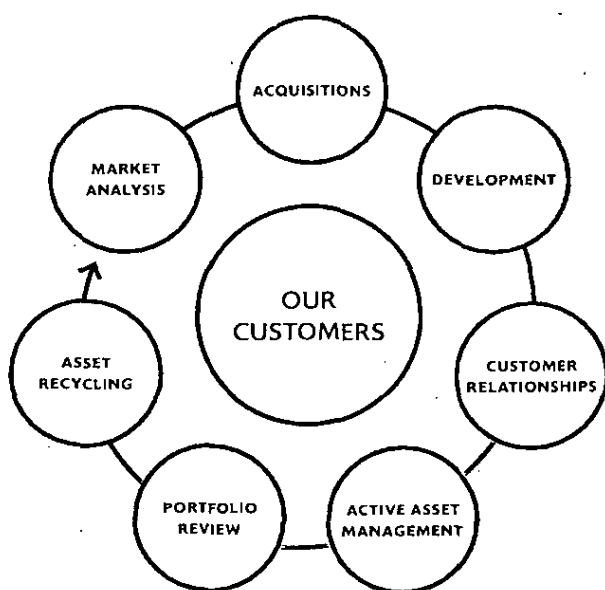 ACQUISITIONS
DEVELOPMENT
CUSTOMER
RELATIONSHIPS
ACTIVE ASSET
MANAGEMENT
PORTFOLIO
REVIEW
ASSET
RECYCLING
MARKET
ANALYSIS
OUR
CUSTOMERS